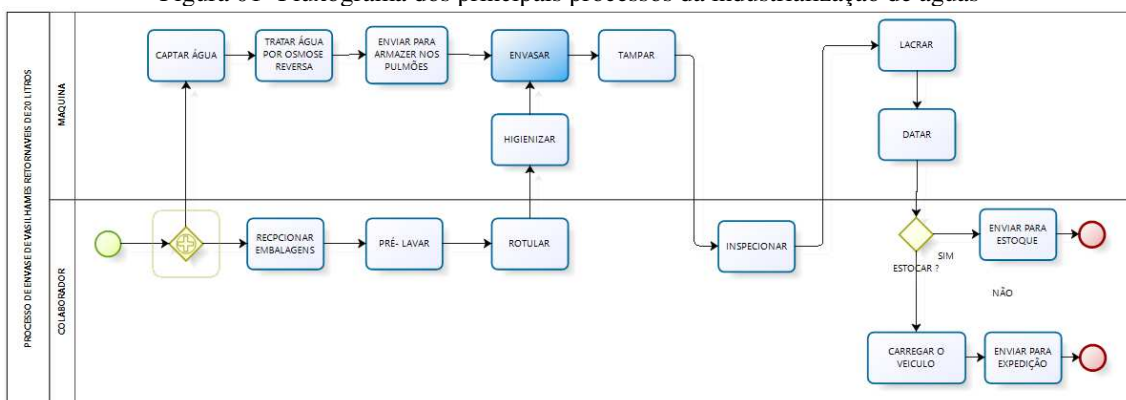 Figura 01- Fluxograma dos principais processos da industrialização de águas
PROCESSO DE ENVASE DE VASILHAMES RETORNAVEIS DE 20 LITROS
MAQUINA
CAPTAR ÁGUA
TRATAR ÁGUA
POR OSMOSE
REVERSA
ENVIAR PARA
ARMAZER NOS
PULMÕES
ENVASAR
TAMPAR
LACRAR
HIGIENIZAR
DATAR
COLABORADOR
RECPCIONAR
EMBALAGENS
PRÉ- LAVAR
ROTULAR
INSPECIONAR
ESTOCAR ?
SIM
ENVIAR PARA
ESTOQUE
NÃO
CARREGAR O
VEICULO
ENVIAR PARA
EXPEDIÇÃO